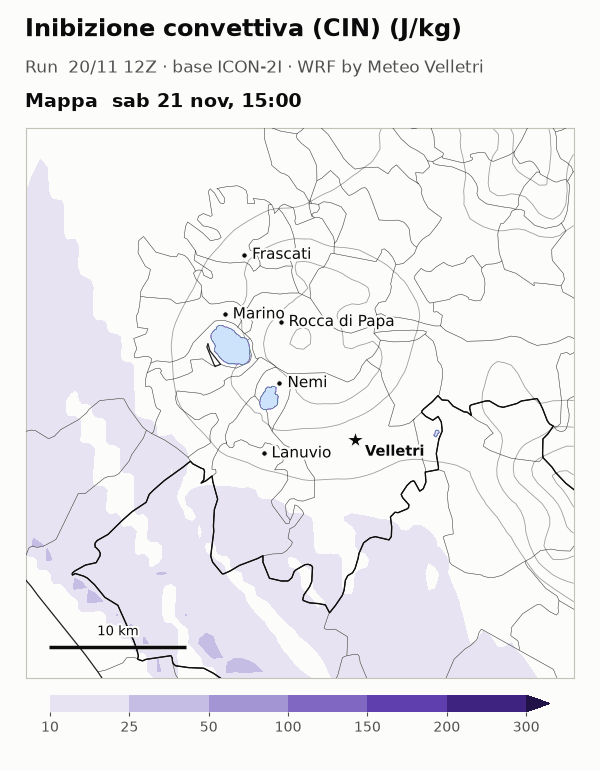 Inibizione convettiva (CIN) (J/kg)
Run  20/11 12Z · base ICON-2I · WRF by Meteo Velletri
Mappa  sab 21 nov, 15:00
Frascati
Marino
Rocca di Papa
Nemi
Velletri
Lanuvio
10 km
10 25 50 100 150 200 300